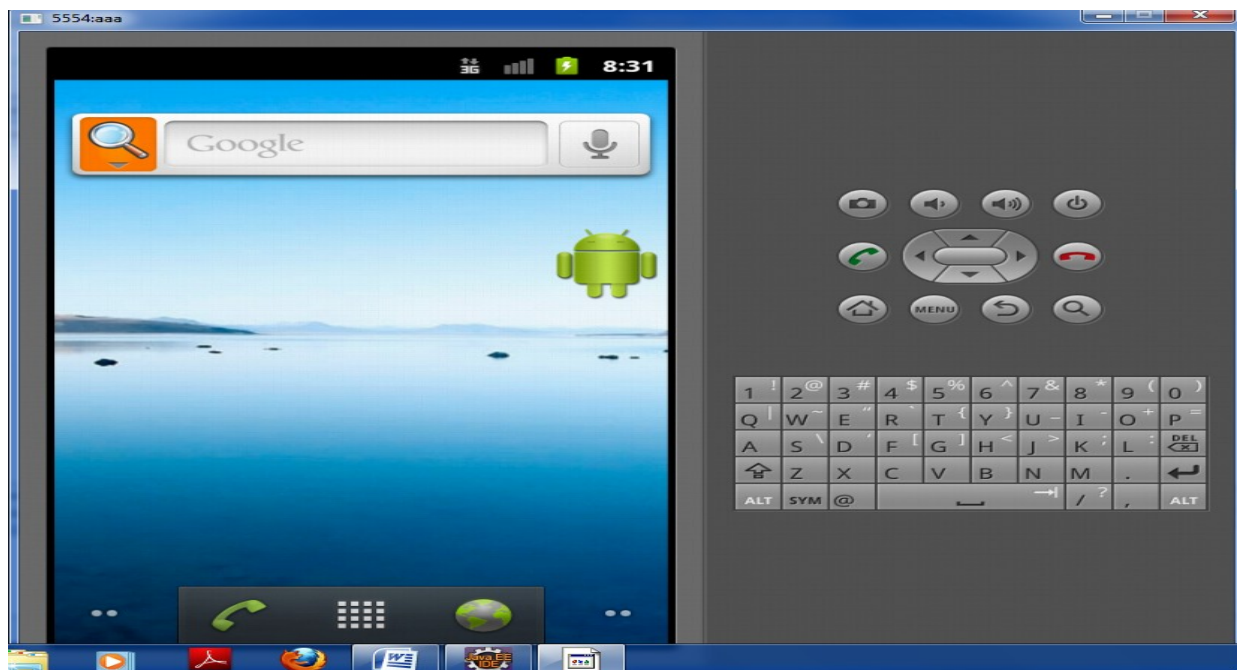 5554:aaa
3G 8:31
Google
MENU
1 ! 2 @ 3 # 4 $ 5 % 6 ^ 7 & 8 * 9 ( 0 )
Q | W ~ E " R ` T { Y } U - I - O + P =
A S \ D ' F [ G ] H < J > K ; L : DEL
Z X C V B N M .
ALT SYM @ / ? , ALT
W Java EE
IDE